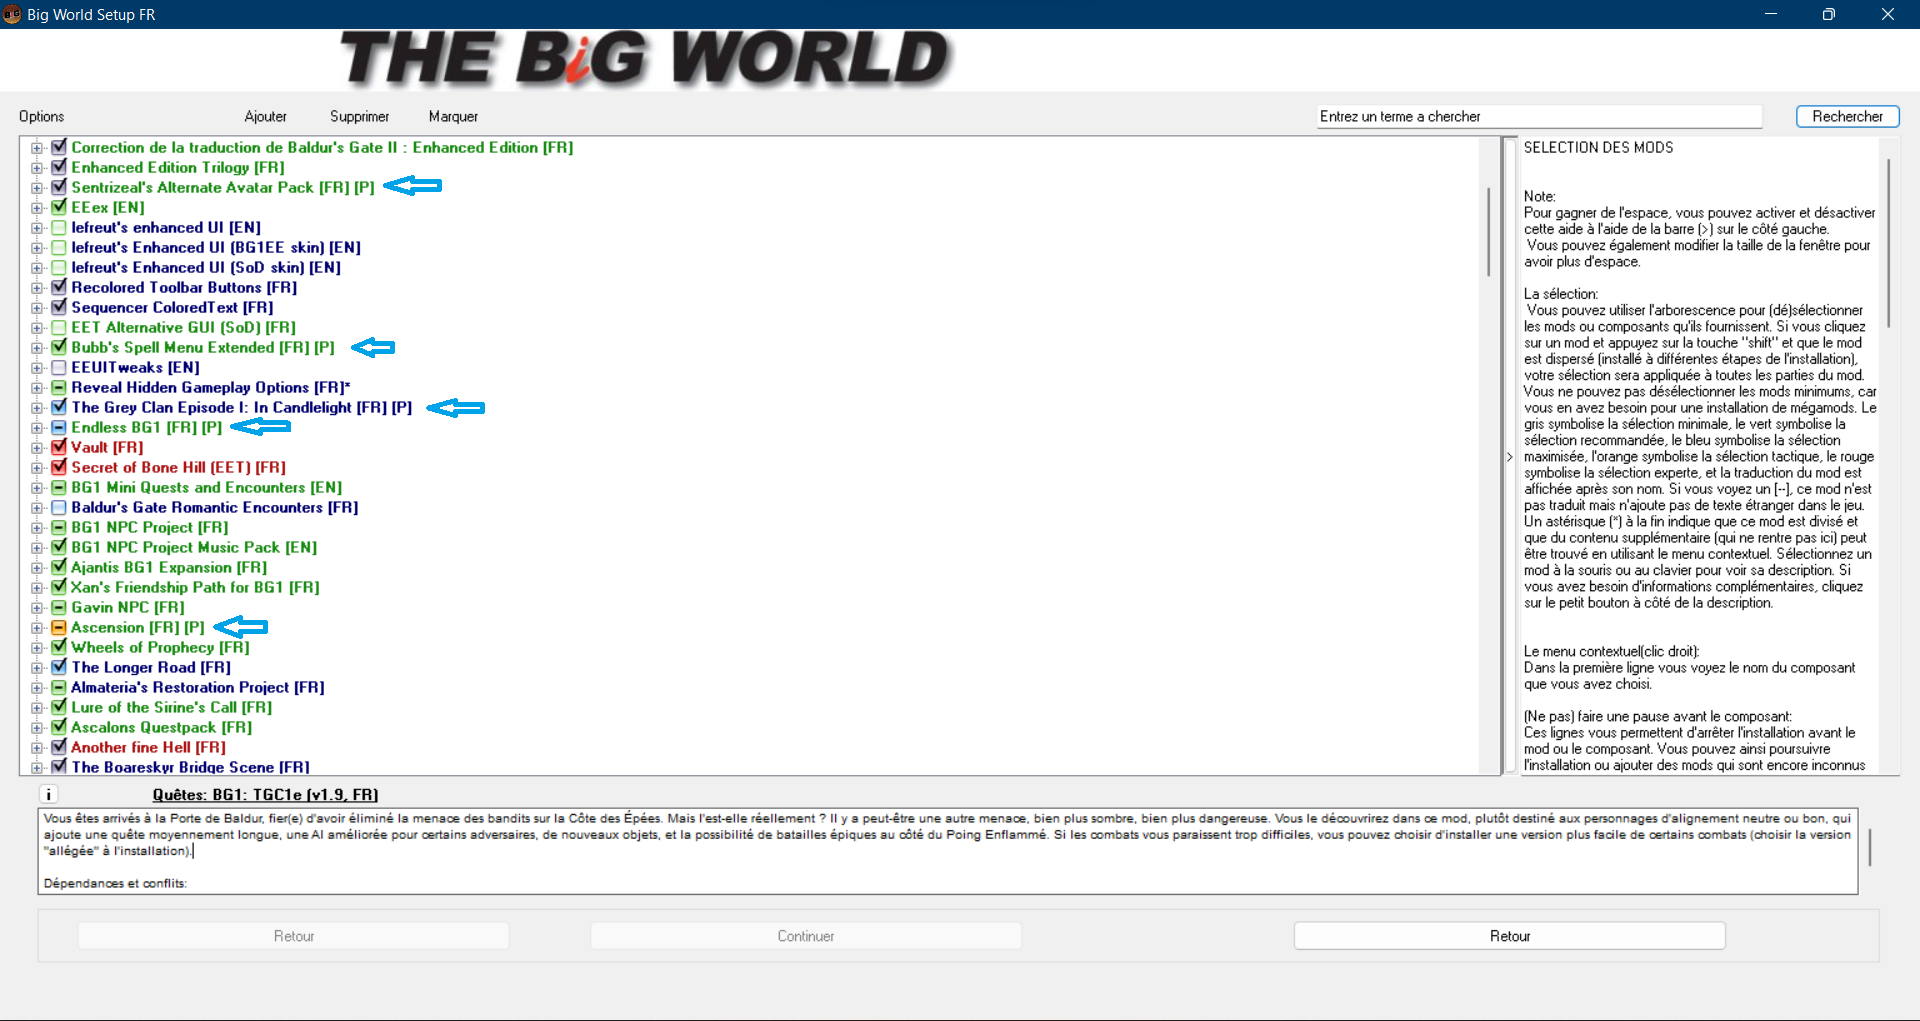 Big World Setup FR
THE BiG WORLD
Options
Ajouter
Supprimer
Marquer
Entrez un terme a chercher
Rechercher
Correction de la traduction de Baldur's Gate II : Enhanced Edition [FR]
Enhanced Edition Trilogy [FR]
Sentrizeal's Alternate Avatar Pack [FR] [P]
EEex [EN]
lefreut's enhanced UI [EN]
lefreut's Enhanced UI (BG1EE skin) [EN]
lefreut's Enhanced UI (SoD skin) [EN]
Recolored Toolbar Buttons [FR]
Sequencer ColoredText [FR]
EET Alternative GUI (SoD) [FR]
Bubb's Spell Menu Extended [FR] [P]
EEUITweaks [EN]
Reveal Hidden Gameplay Options [FR]*
The Grey Clan Episode I: In Candlelight [FR] [P]
Endless BG1 [FR] [P]
Vault [FR]
Secret of Bone Hill (EET) [FR]
BG1 Mini Quests and Encounters [EN]
Baldur's Gate Romantic Encounters [FR]
BG1 NPC Project [FR]
BG1 NPC Project Music Pack [EN]
Ajantis BG1 Expansion [FR]
Xan's Friendship Path for BG1 [FR]
Gavin NPC [FR]
Ascension [FR] [P]
Wheels of Prophecy [FR]
The Longer Road [FR]
Almateria's Restoration Project [FR]
Lure of the Sirine's Call [FR]
Ascalons Questpack [FR]
Another fine Hell [FR]
The Boareskyr Bridge Scene [FR]
>
SELECTION DES MODS
Note:
Pour gagner de l'espace, vous pouvez activer et désactiver
cette aide à l'aide de la barre (>) sur le côté gauche.
Vous pouvez également modifier la taille de la fenêtre pour
avoir plus d'espace.
La sélection:
Vous pouvez utiliser l'arborescence pour (dé)sélectionner
les mods ou composants qu'ils fournissent. Si vous cliquez
sur un mod et appuyez sur la touche "shift" et que le mod
est dispersé (installé à différentes étapes de l'installation),
votre sélection sera appliquée à toutes les parties du mod.
Vous ne pouvez pas désélectionner les mods minimums, car
vous en avez besoin pour une installation de mégamods. Le
gris symbolise la sélection minimale, le vert symbolise la
sélection recommandée, le bleu symbolise la sélection
maximisée, l'orange symbolise la sélection tactique, le rouge
symbolise la sélection experte, et la traduction du mod est
affichée après son nom. Si vous voyez un [--], ce mod n'est
pas traduit mais n'ajoute pas de texte étranger dans le jeu.
Un astérisque (*) à la fin indique que ce mod est divisé et
que du contenu supplémentaire (qui ne rentre pas ici) peut
être trouvé en utilisant le menu contextuel. Sélectionnez un
mod à la souris ou au clavier pour voir sa description. Si
vous avez besoin d'informations complémentaires, cliquez
sur le petit bouton à côté de la description.
Le menu contextuel(clic droit):
Dans la première ligne vous voyez le nom du composant
que vous avez choisi.
(Ne pas) faire une pause avant le composant:
Ces lignes vous permettent d'arrêter l'installation avant le
mod ou le composant. Vous pouvez ainsi poursuivre
l'installation ou ajouter des mods qui sont encore inconnus
i
Quêtes: BG1: TGC1e (v1.9, FR)
Vous êtes arrivés à la Porte de Baldur, fier(e) d'avoir éliminé la menace des bandits sur la Côte des Épées. Mais l'est-elle réellement ? Il y a peut-être une autre menace, bien plus sombre, bien plus dangereuse. Vous le découvrirez dans ce mod, plutôt destiné aux personnages d'alignement neutre ou bon, qui
ajoute une quête moyennement longue, une AI améliorée pour certains adversaires, de nouveaux objets, et la possibilité de batailles épiques au côté du Poing Enflammé. Si les combats vous paraissent trop difficiles, vous pouvez choisir d'installer une version plus facile de certains combats (choisir la version
"allégée" à l'installation).
Dépendances et conflits:
Retour
Continuer
Retour